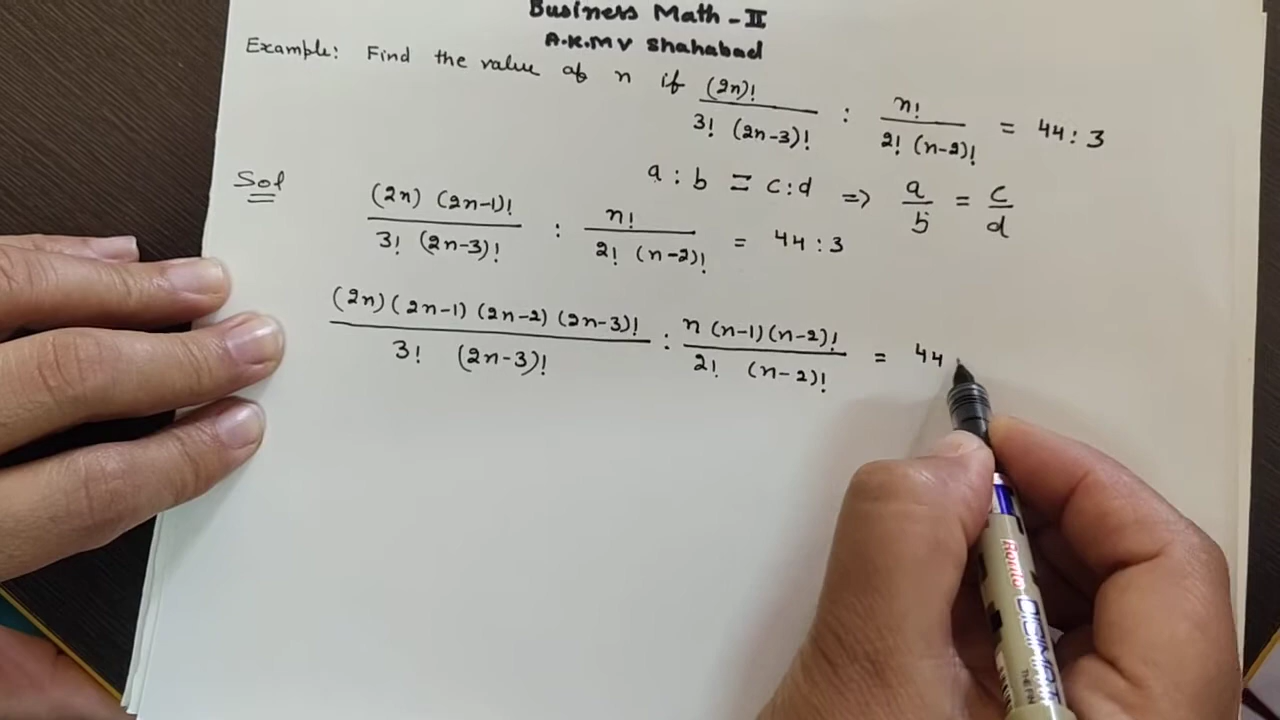 Business Math - II
A.K.M V Shahabad
Example: Find the value of n if (2n)! / 3! (2n-3)! : n! / 2! (n-2)! = 44 : 3
a : b = c : d => a/b = c/d
Sol
(2n) (2n-1)! / 3! (2n-3)! : n! / 2! (n-2)! = 44 : 3
(2n) (2n-1) (2n-2) (2n-3)! / 3! (2n-3)! : n (n-1) (n-2)! / 2! (n-2)! = 44